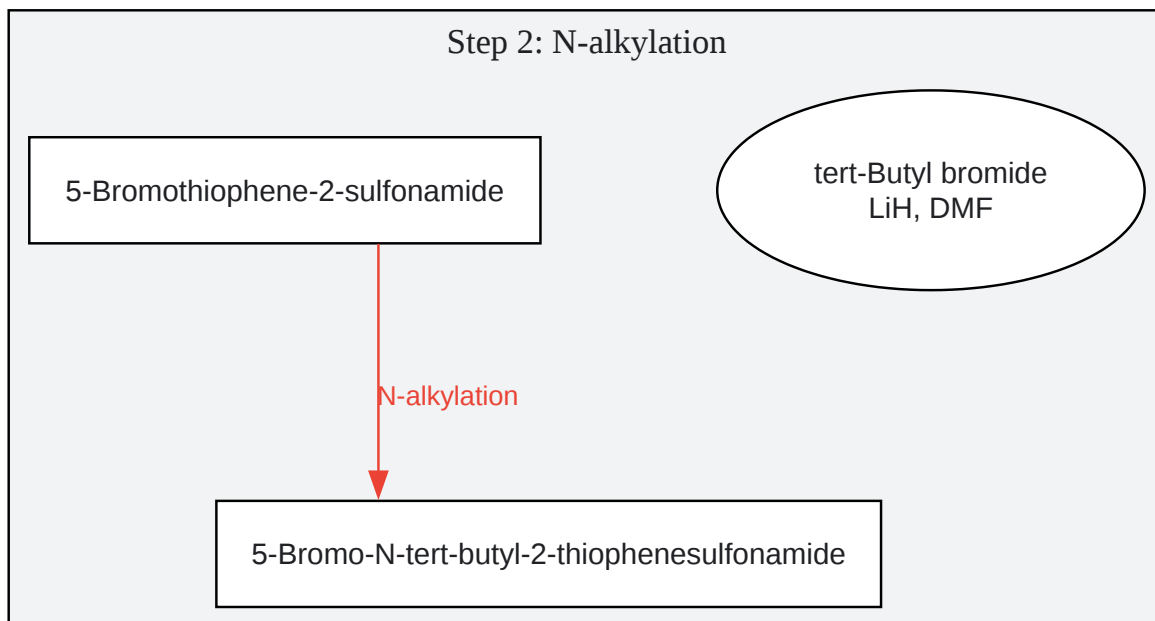 Step 2: N-alkylation
5-Bromothiophene-2-sulfonamide
tert-Butyl bromide
LiH, DMF
N-alkylation
5-Bromo-N-tert-butyl-2-thiophenesulfonamide